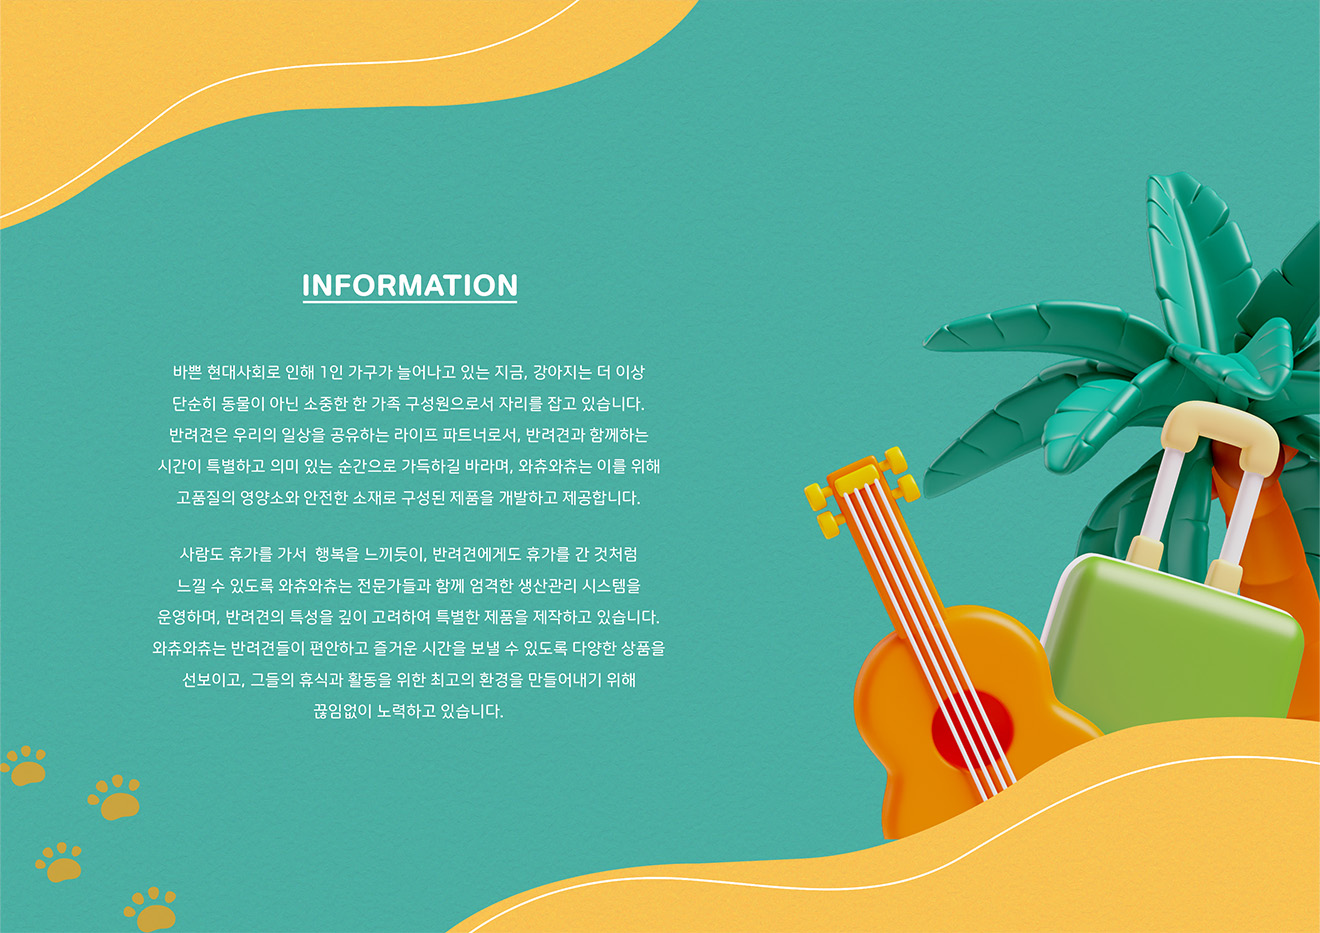 INFORMATION
바쁜 현대사회로 인해 1인 가구가 늘어나고 있는 지금, 강아지는 더 이상
단순히 동물이 아닌 소중한 한 가족 구성원으로서 자리를 잡고 있습니다.
반려견은 우리의 일상을 공유하는 라이프 파트너로서, 반려견과 함께하는
시간이 특별하고 의미 있는 순간으로 가득하길 바라며, 와츄와츄는 이를 위해
고품질의 영양소와 안전한 소재로 구성된 제품을 개발하고 제공합니다.
사람도 휴가를 가서 행복을 느끼듯이, 반려견에게도 휴가를 간 것처럼
느낄 수 있도록 와츄와츄는 전문가들과 함께 엄격한 생산관리 시스템을
운영하며, 반려견의 특성을 깊이 고려하여 특별한 제품을 제작하고 있습니다.
와츄와츄는 반려견들이 편안하고 즐거운 시간을 보낼 수 있도록 다양한 상품을
선보이고, 그들의 휴식과 활동을 위한 최고의 환경을 만들어내기 위해
끊임없이 노력하고 있습니다.